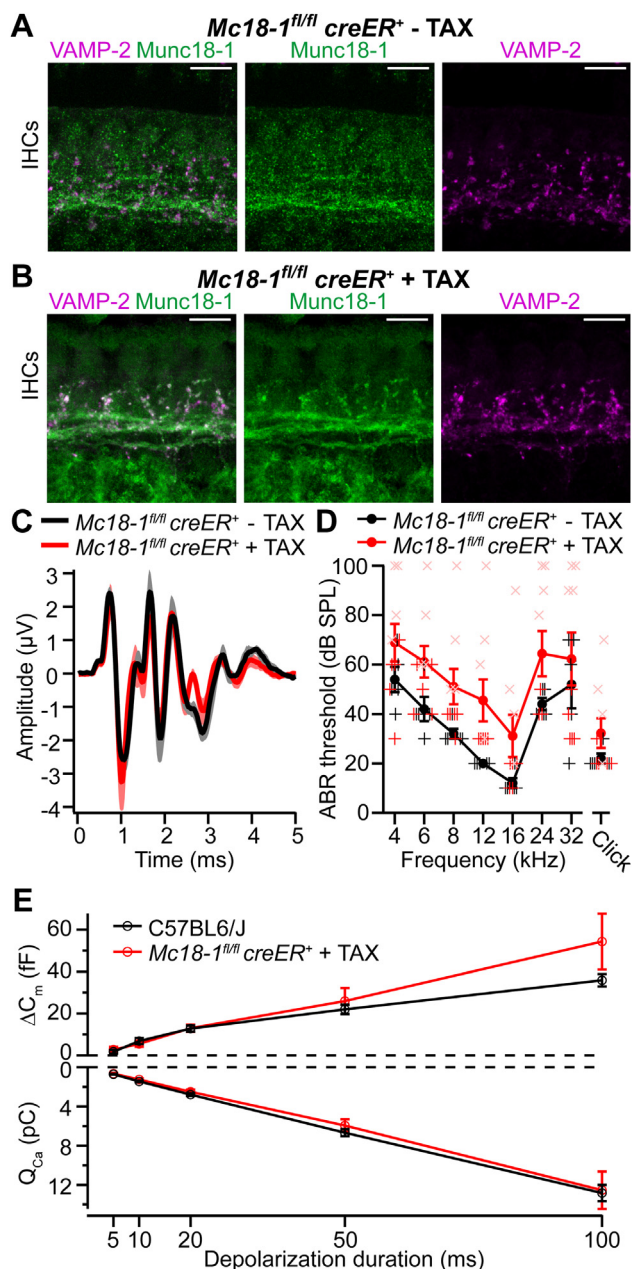 A
Mc18-1fl/fl creER+ - TAX
VAMP-2 Munc18-1
Munc18-1
VAMP-2
IHCs
B
Mc18-1fl/fl creER+ + TAX
VAMP-2 Munc18-1
Munc18-1
VAMP-2
IHCs
C
Mc18-1fl/fl creER+ - TAX
Mc18-1fl/fl creER+ + TAX
3
2
1
0
-1
-2
-3
-4
Amplitude (µV)
0 1 2 3 4 5
Time (ms)
D
Mc18-1fl/fl creER+ - TAX
Mc18-1fl/fl creER+ + TAX
100
80
60
40
20
0
ABR threshold (dB SPL)
4 6 8 12 16 24 32 Click
Frequency (kHz)
E
C57BL6/J
Mc18-1fl/fl creER+ + TAX
60
40
20
0
ΔCm (fF)
0
4
8
12
QCa (pC)
5 10 20 50 100
Depolarization duration (ms)